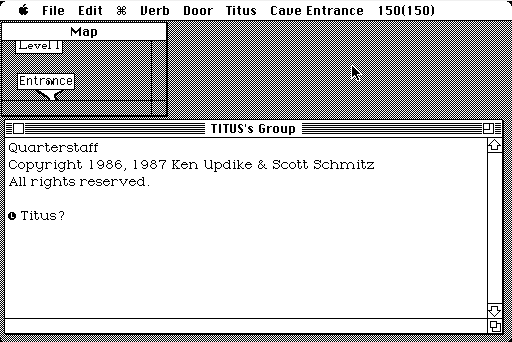 File Edit ⌘ Verb Door Titus Cave Entrance 150(150)
Map
Level 1
Entrance
TITUS's Group
Quarterstaff
Copyright 1986, 1987 Ken Updike & Scott Schmitz
All rights reserved.
Titus?